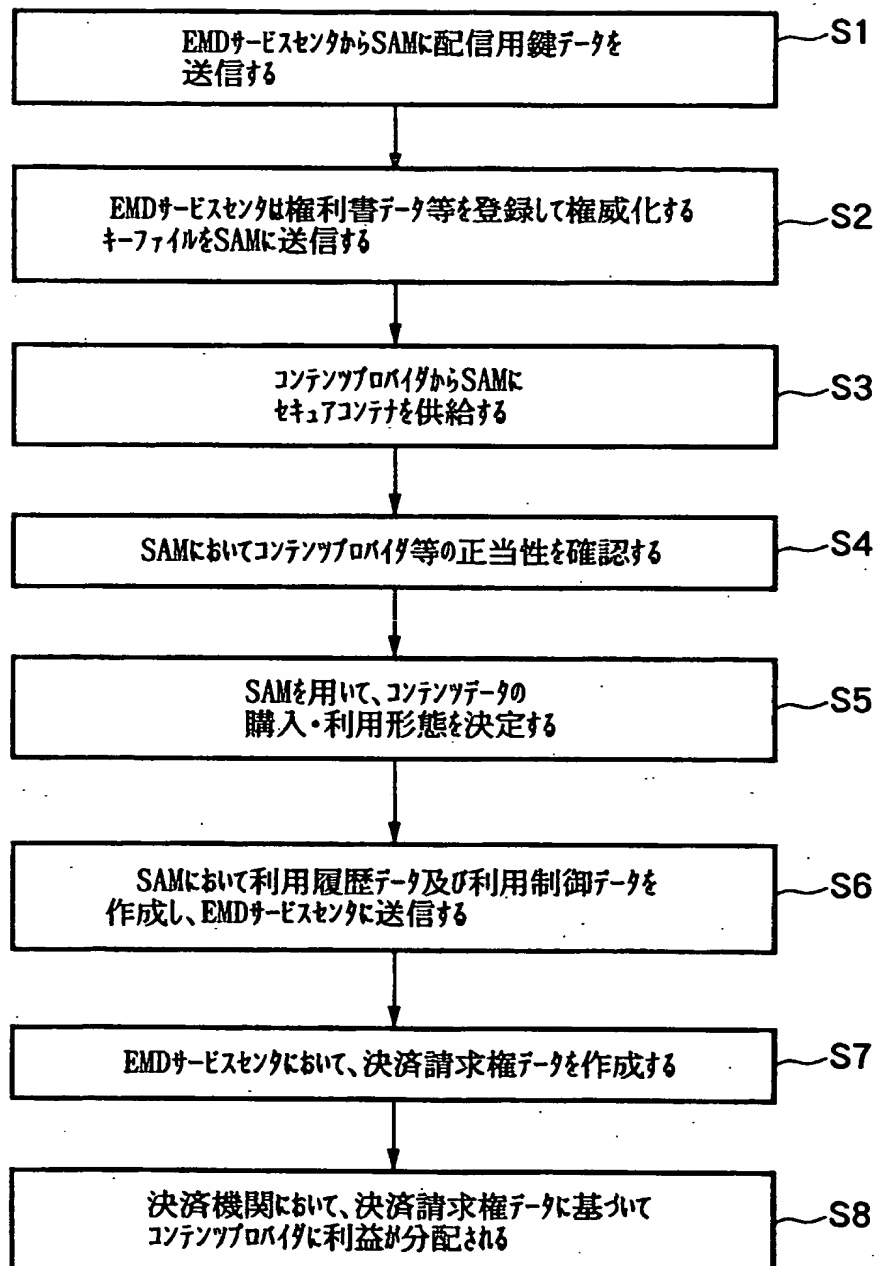 EMDサービスセンタからSAMに配信用鍵データを
送信する
S1
EMDサービスセンタは権利書データ等を登録して権威化する
キーファイルをSAMに送信する
S2
コンテンツプロバイダからSAMに
セキュアコンテナを供給する
S3
SAMにおいてコンテンツプロバイダ等の正当性を確認する
S4
SAMを用いて、コンテンツデータの
購入・利用形態を決定する
S5
SAMにおいて利用履歴データ及び利用制御データを
作成し、EMDサービスセンタに送信する
S6
EMDサービスセンタにおいて、決済請求権データを作成する
S7
決済機関において、決済請求権データに基づいて
コンテンツプロバイダに利益が分配される
S8